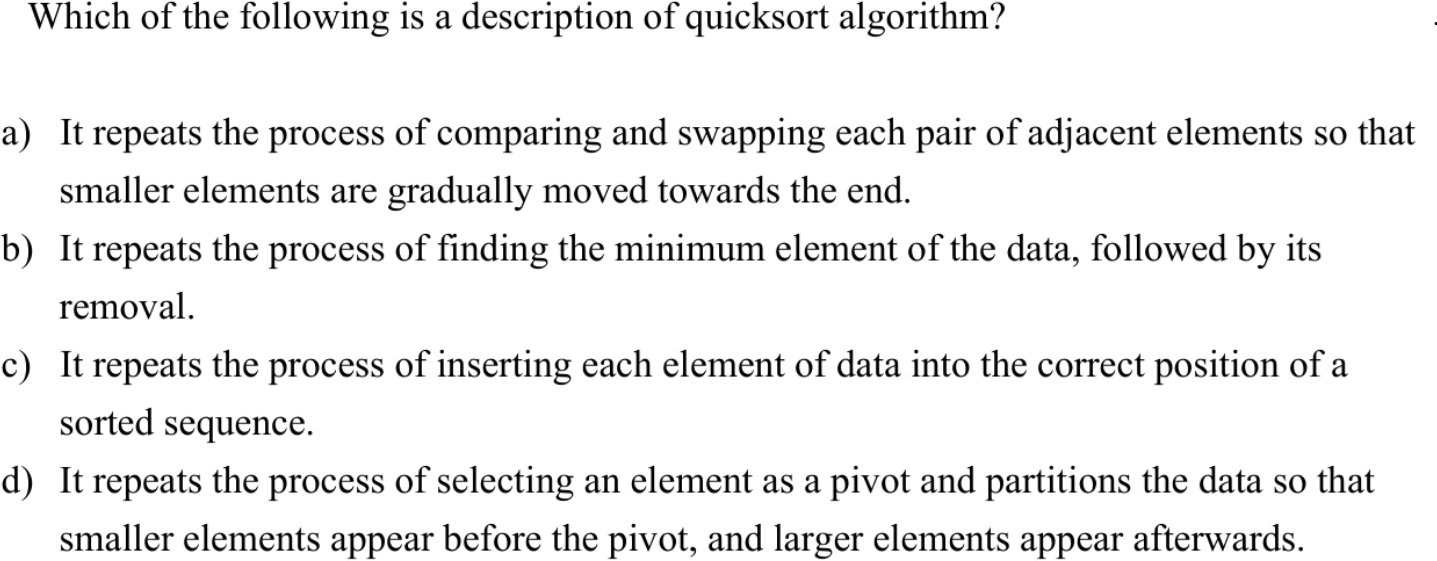 Which of the following is a description of quicksort algorithm?
a) It repeats the process of comparing and swapping each pair of adjacent elements so that
smaller elements are gradually moved towards the end.
b) It repeats the process of finding the minimum element of the data, followed by its
removal.
c) It repeats the process of inserting each element of data into the correct position of a
sorted sequence.
d) It repeats the process of selecting an element as a pivot and partitions the data so that
smaller elements appear before the pivot, and larger elements appear afterwards.